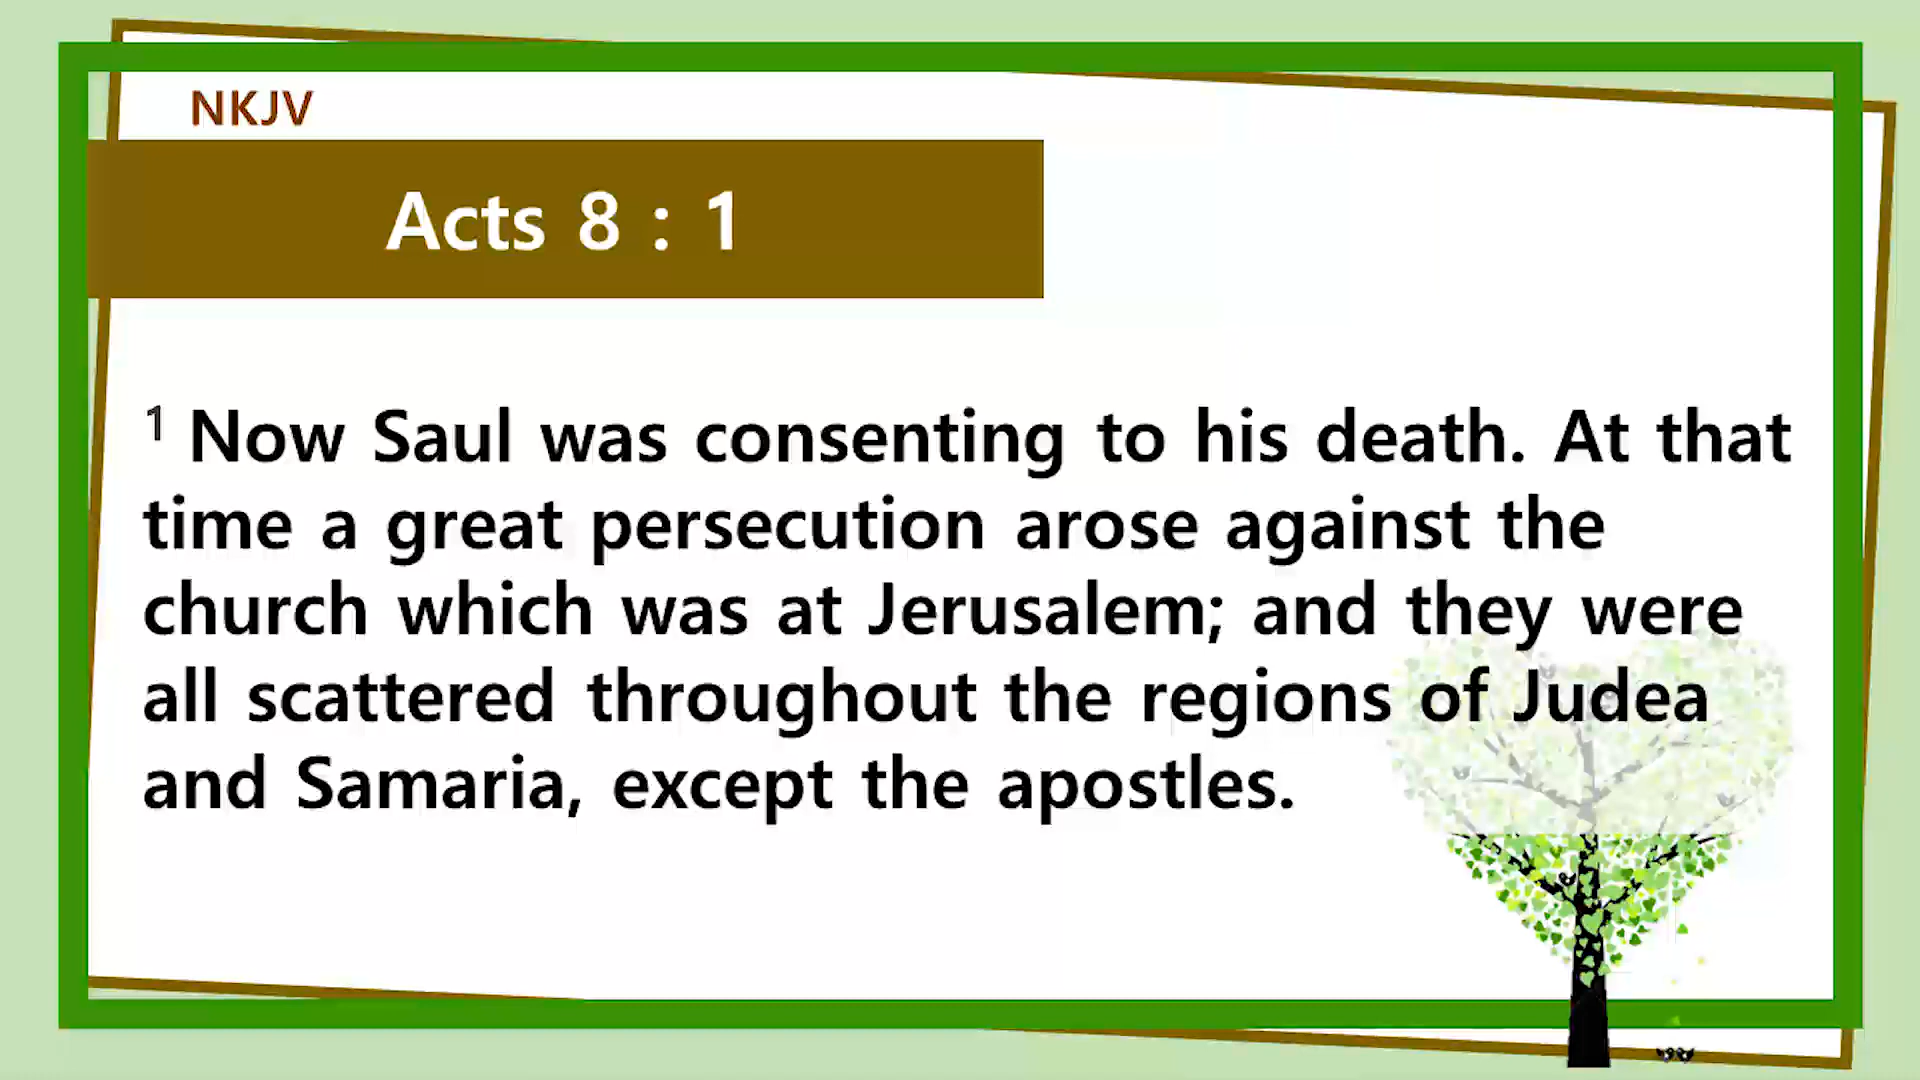 NKJV
Acts 8 : 1
1 Now Saul was consenting to his death. At that
time a great persecution arose against the
church which was at Jerusalem; and they were
all scattered throughout the regions of Judea
and Samaria, except the apostles.